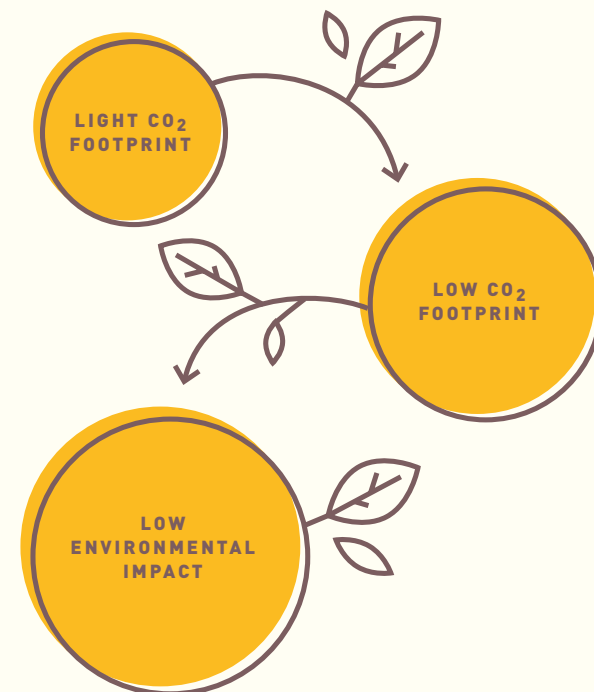 LIGHT CO₂
FOOTPRINT
LOW CO₂
FOOTPRINT
LOW
ENVIRONMENTAL
IMPACT